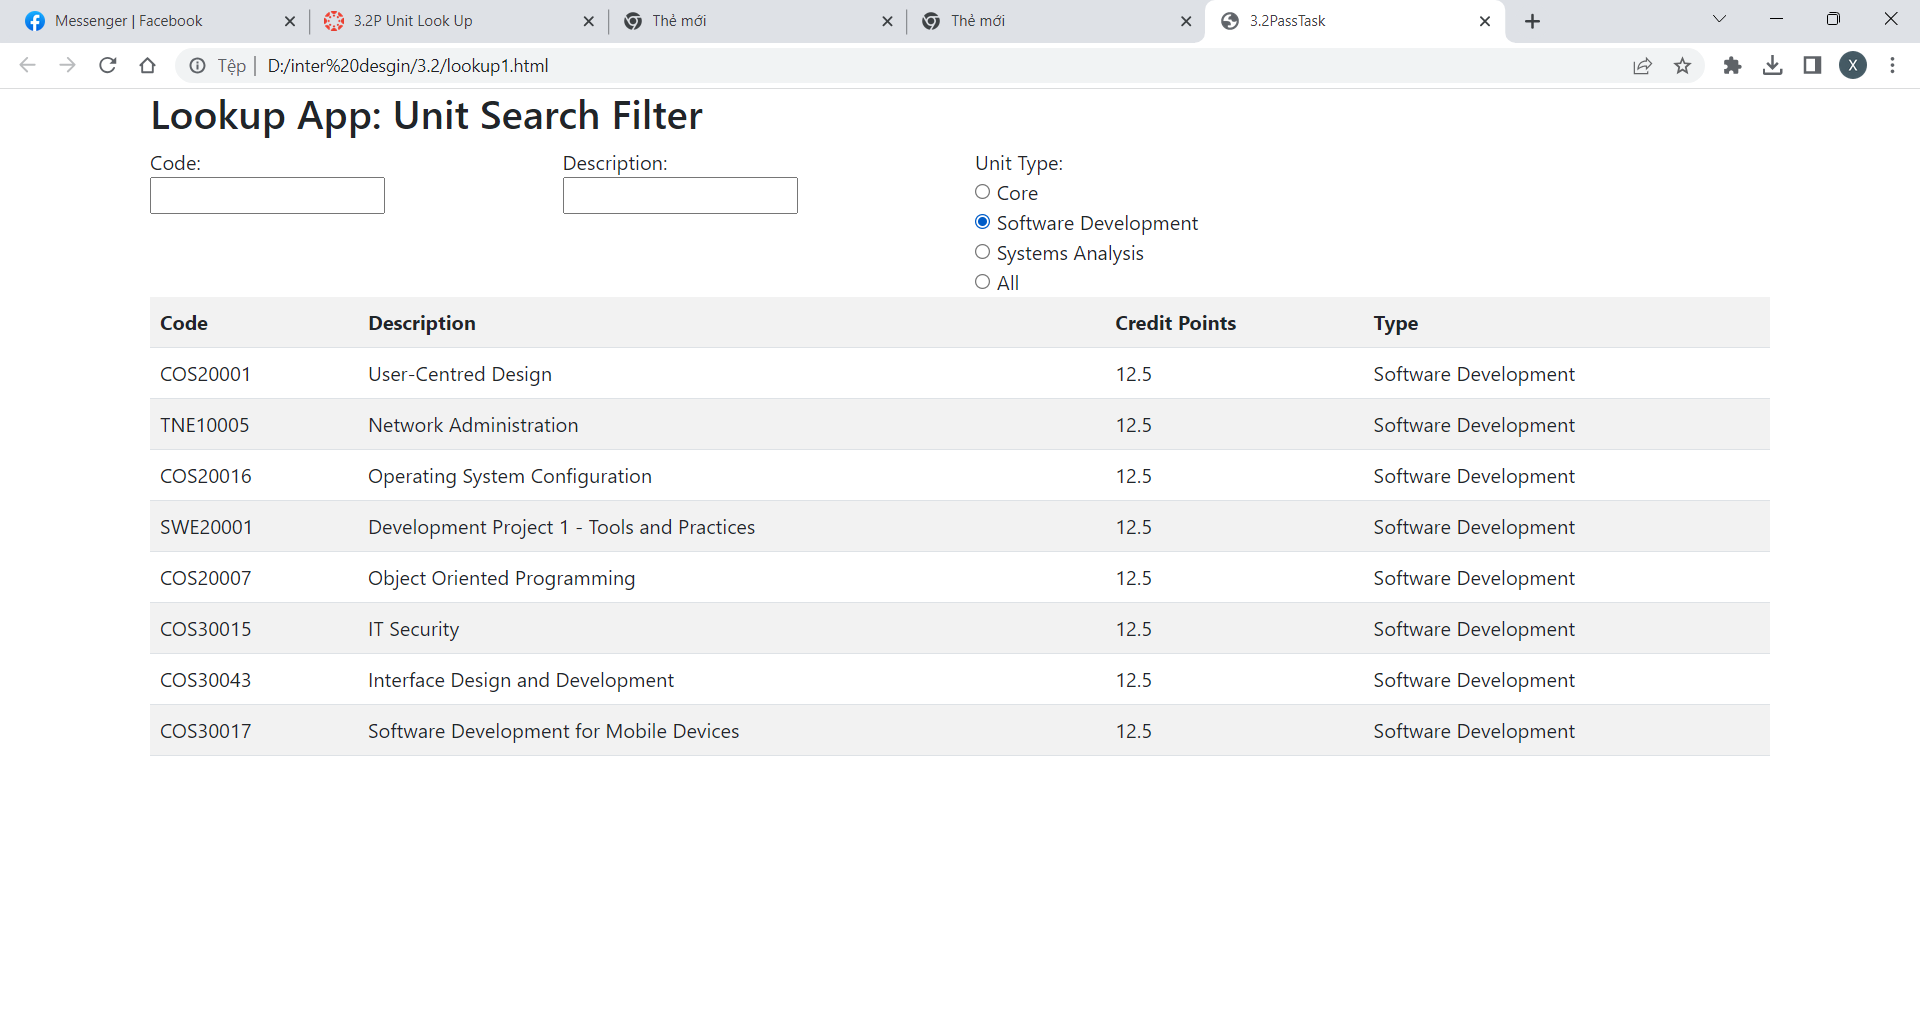 Messenger | Facebook
3.2P Unit Look Up
Thẻ mới
Thẻ mới
3.2PassTask
Tệp | D:/inter%20desgin/3.2/lookup1.html
X
Lookup App: Unit Search Filter
Code:
Description:
Unit Type:
Core
Software Development
Systems Analysis
All
Code Description Credit Points Type
COS20001 User-Centred Design 12.5 Software Development
TNE10005 Network Administration 12.5 Software Development
COS20016 Operating System Configuration 12.5 Software Development
SWE20001 Development Project 1 - Tools and Practices 12.5 Software Development
COS20007 Object Oriented Programming 12.5 Software Development
COS30015 IT Security 12.5 Software Development
COS30043 Interface Design and Development 12.5 Software Development
COS30017 Software Development for Mobile Devices 12.5 Software Development